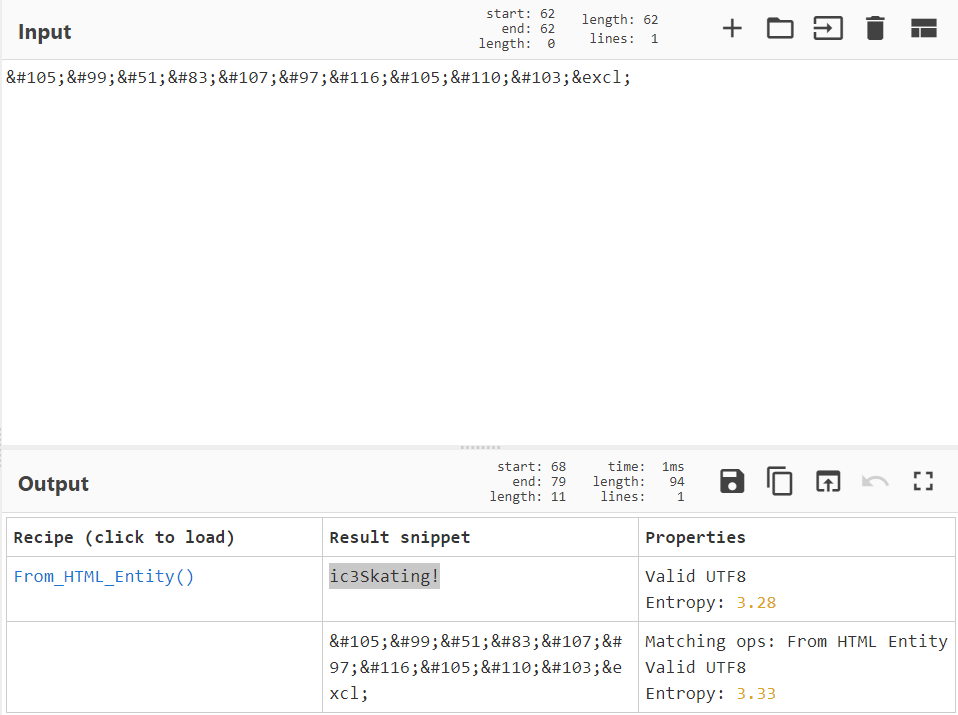 Input
start: 62
end: 62
length: 0
length: 62
lines: 1
&#105;&#99;&#51;&#83;&#107;&#97;&#116;&#105;&#110;&#103;&excl;
Output
start: 68
end: 79
length: 11
time: 1ms
length: 94
lines: 1
Recipe (click to load) Result snippet Properties
From_HTML_Entity() ic3Skating! Valid UTF8
Entropy: 3.28
&#105;&#99;&#51;&#83;&#107;&#
97;&#116;&#105;&#110;&#103;&e
xcl;
Matching ops: From HTML Entity
Valid UTF8
Entropy: 3.33